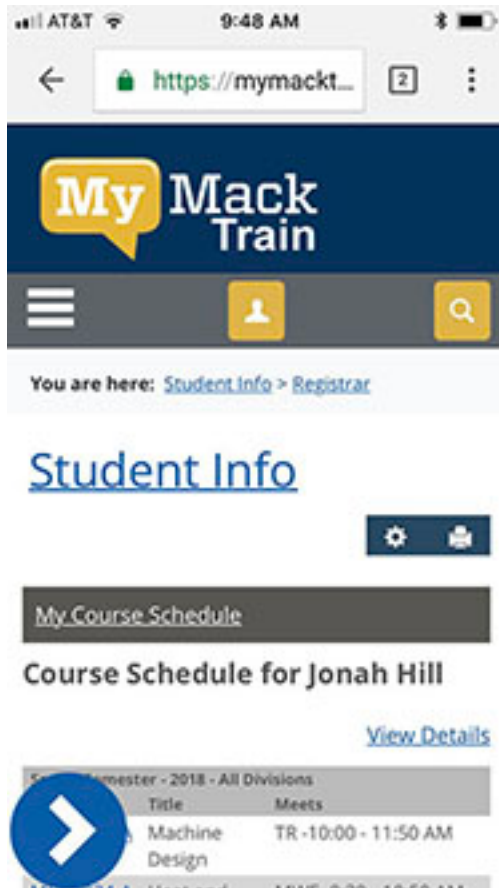 AT&T 9:48 AM
https://mymackt... 2
My Mack
Train
You are here: Student Info > Registrar
Student Info
My Course Schedule
Course Schedule for Jonah Hill
View Details
Semester - 2018 - All Divisions
Title Meets
Machine TR -10:00 - 11:50 AM
Design